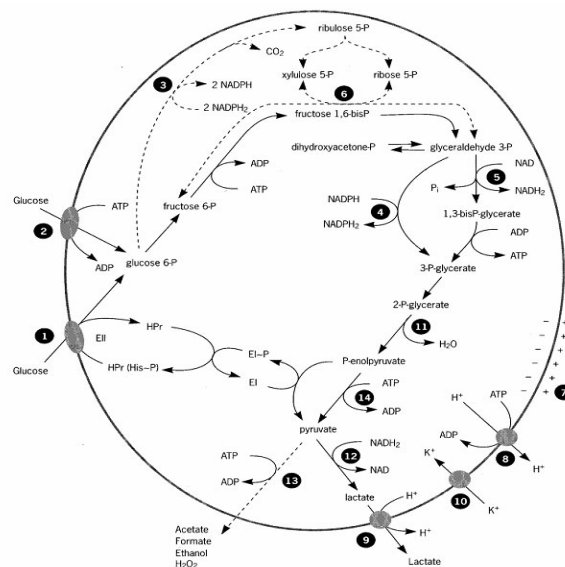 ribulose 5-P
CO2
3
2 NADPH
2 NADPH2
xylulose 5-P
ribose 5-P
6
fructose 1,6-bisP
dihydroxyacetone-P
glyceraldehyde 3-P
ADP
ATP
fructose 6-P
NAD
5
Pi
NADH2
1,3-bisP-glycerate
NADPH
4
NADPH2
ADP
ATP
3-P-glycerate
Glucose
ATP
2
ADP
glucose 6-P
2-P-glycerate
11
H2O
1
EII
HPr
Glucose
HPr (His~P)
EI~P
EI
P-enolpyruvate
ATP
14
ADP
pyruvate
− +
− +
− +
− +
7
H+
ATP
ADP
8
H+
K+
10
K+
ATP
ADP
13
NADH2
12
NAD
lactate
H+
H+
9
Lactate
Acetate
Formate
Ethanol
H2O2